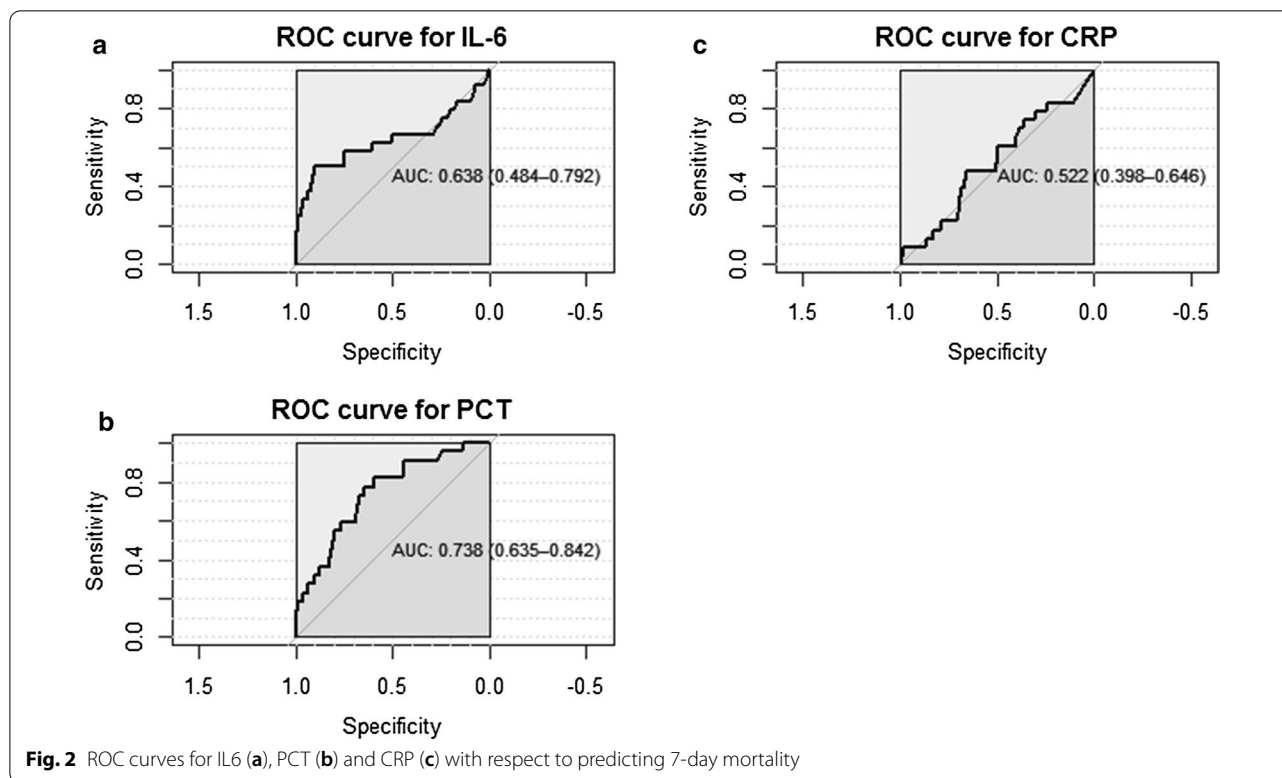 a
ROC curve for IL-6
Sensitivity
0.0 0.4 0.8
AUC: 0.638 (0.484–0.792)
1.5 1.0 0.5 0.0 -0.5
Specificity
c
ROC curve for CRP
Sensitivity
0.0 0.4 0.8
AUC: 0.522 (0.398–0.646)
1.5 1.0 0.5 0.0 -0.5
Specificity
b
ROC curve for PCT
Sensitivity
0.0 0.4 0.8
AUC: 0.738 (0.635–0.842)
1.5 1.0 0.5 0.0 -0.5
Specificity
Fig. 2 ROC curves for IL6 (a), PCT (b) and CRP (c) with respect to predicting 7-day mortality